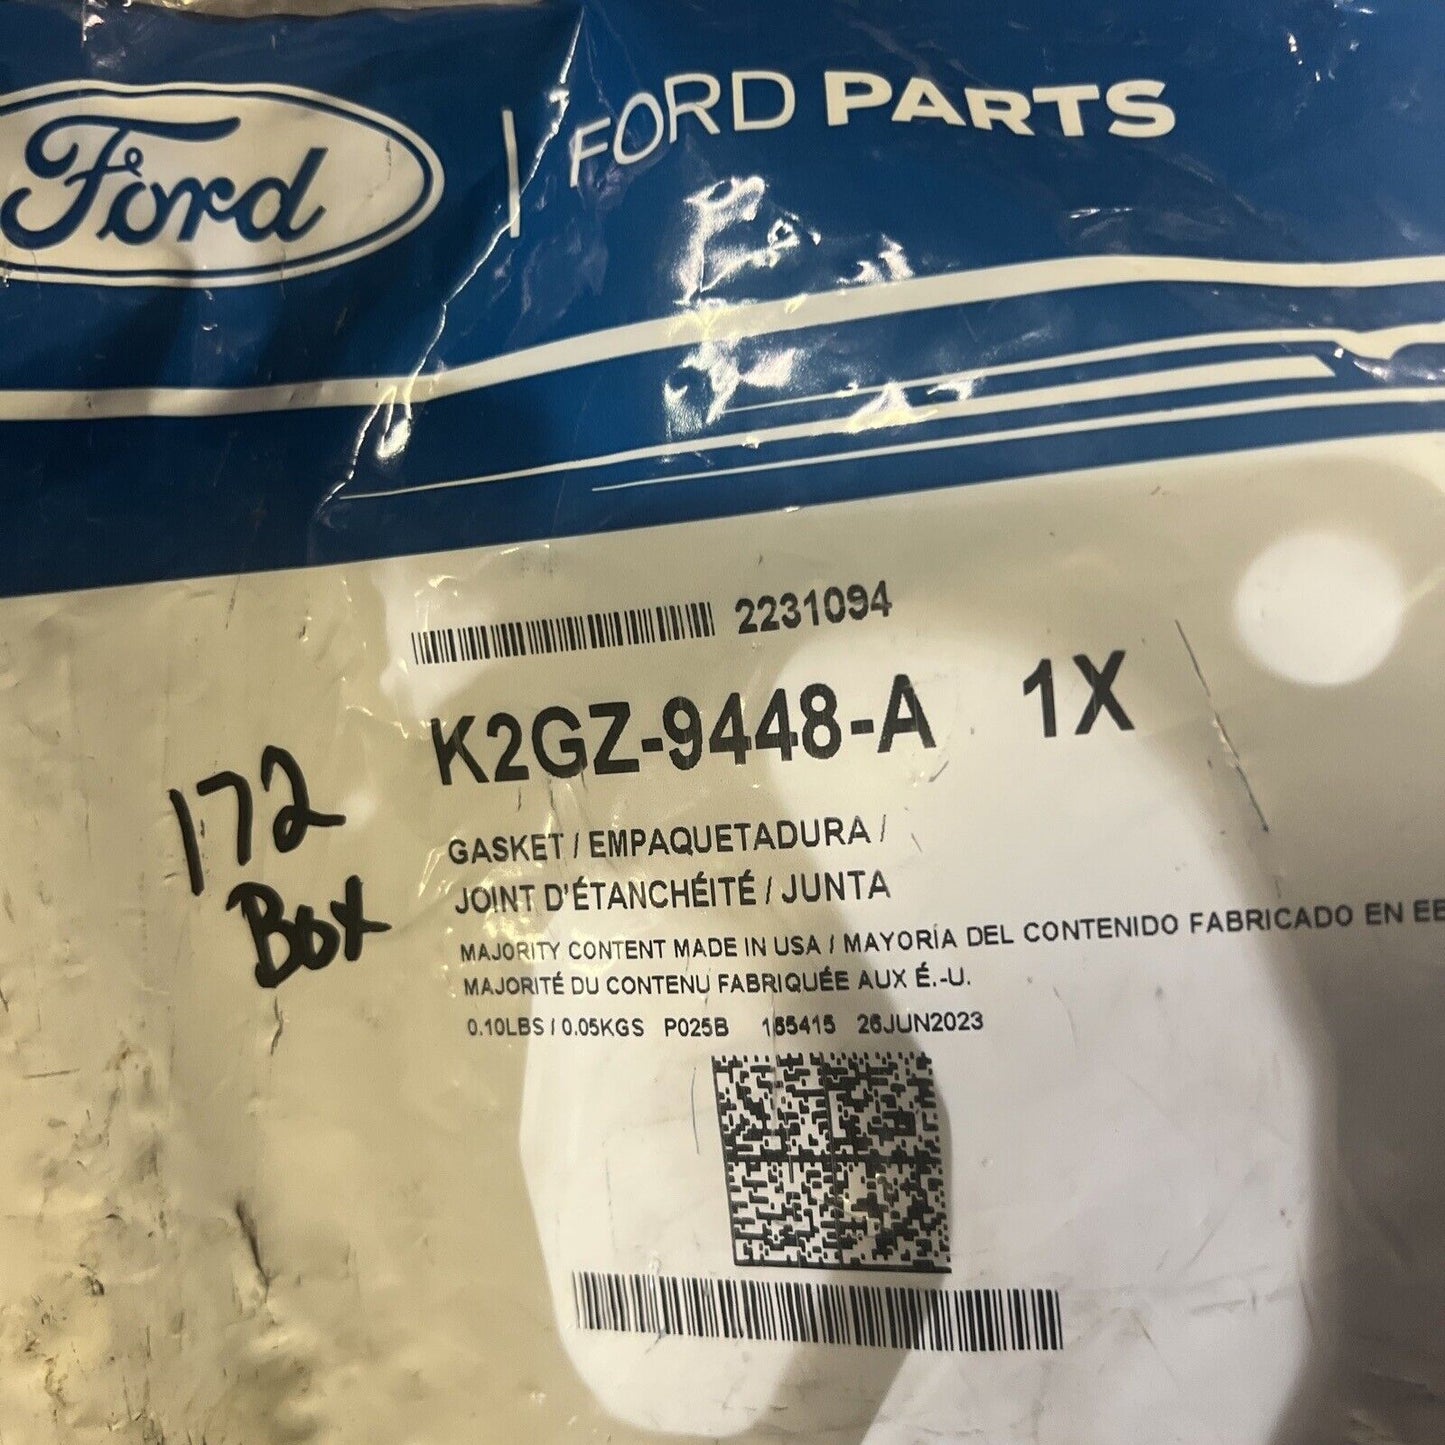 Ford | FORD PARTS
2231094
K2GZ-9448-A 1X
172
Box
GASKET / EMPAQUETADURA /
JOINT D'ÉTANCHÉITÉ / JUNTA
MAJORITY CONTENT MADE IN USA / MAYORÍA DEL CONTENIDO FABRICADO EN EE
MAJORITÉ DU CONTENU FABRIQUÉE AUX É.-U.
0.10LBS / 0.05KGS P025B 165415 26JUN2023